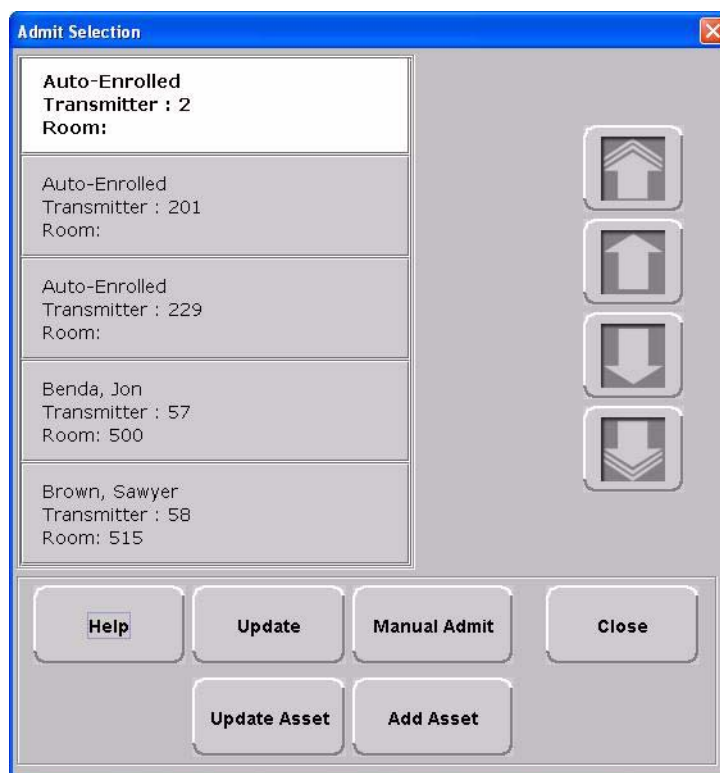 Admit Selection
Auto-Enrolled
Transmitter : 2
Room:
Auto-Enrolled
Transmitter : 201
Room:
Auto-Enrolled
Transmitter : 229
Room:
Benda, Jon
Transmitter : 57
Room: 500
Brown, Sawyer
Transmitter : 58
Room: 515
Help Update Manual Admit Close
Update Asset Add Asset